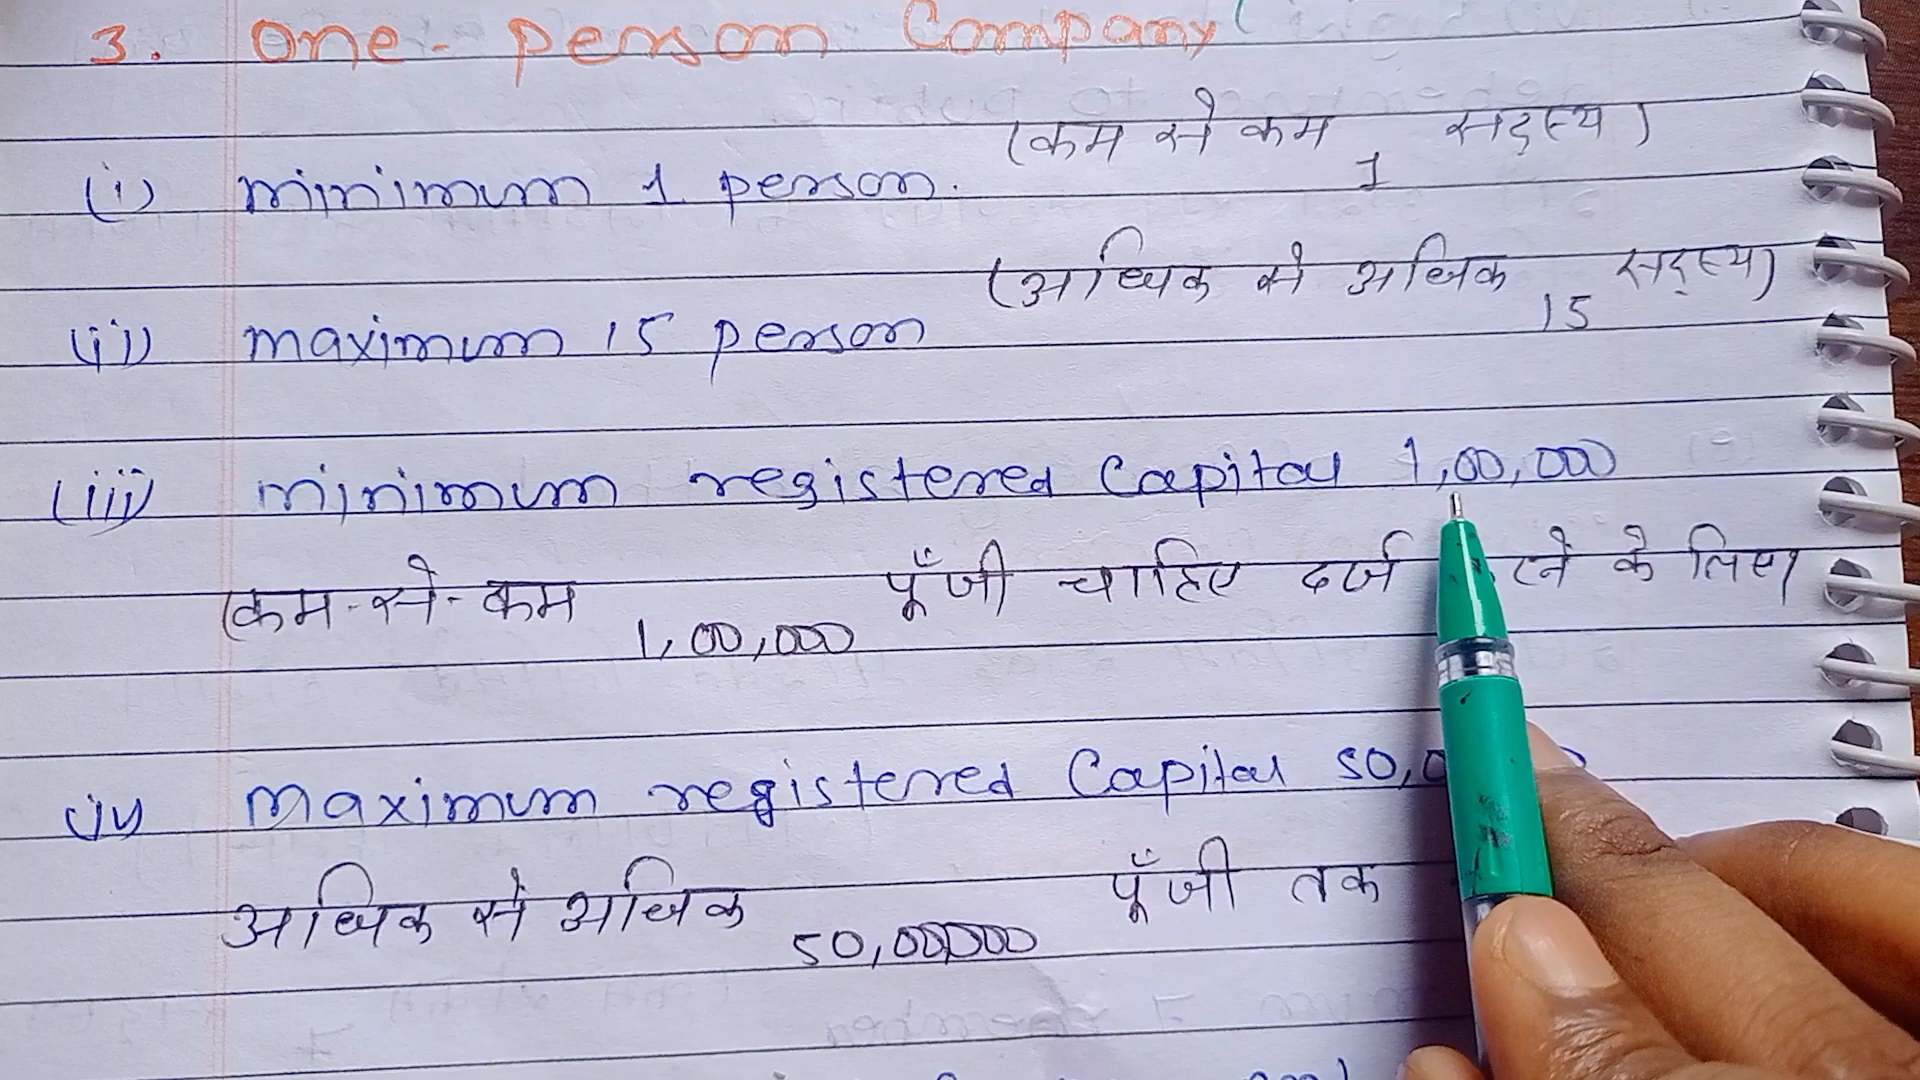 3. One-person Company (
(कम से कम 1 सदस्य)
(i) minimum 1 person.
(अधिक से अधिक 15 सदस्य)
(ii) maximum 15 person
(iii) minimum registered Capital 1,00,000
(कम-से-कम 1,00,000 पूँजी चाहिए दर्ज रने के लिए)
(iv) maximum registered Capital 50,0
अधिक से अधिक 50,00000 पूँजी तक